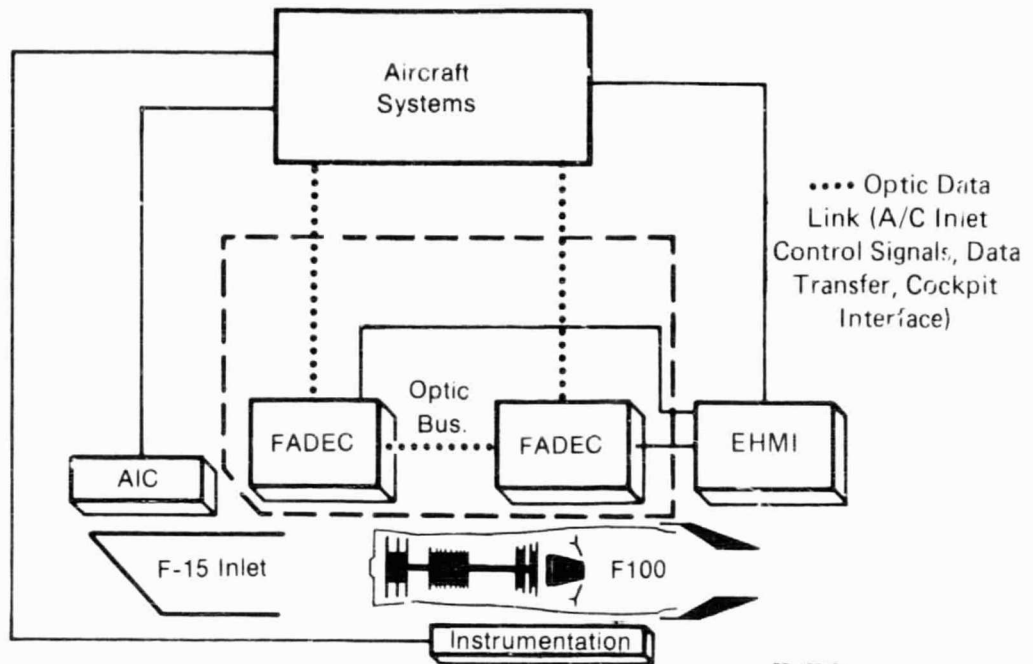 Aircraft
Systems
•••• Optic Data
Link (A/C Inlet
Control Signals, Data
Transfer, Cockpit
Interface)
Optic
Bus.
FADEC
FADEC
EHMI
AIC
F-15 Inlet
F100
Instrumentation